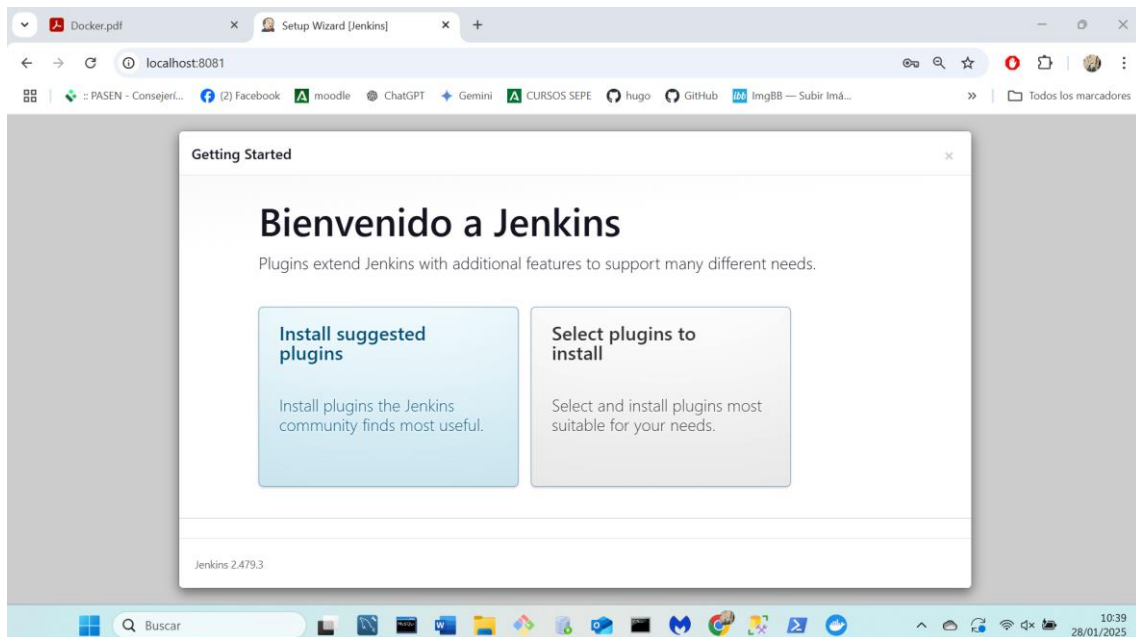 Docker.pdf
Setup Wizard [Jenkins]
localhost:8081
:: PASEN - Consejerí...
(2) Facebook
moodle
ChatGPT
Gemini
CURSOS SEPE
hugo
GitHub
ImgBB — Subir Imá...
»
Todos los marcadores
Getting Started
Bienvenido a Jenkins
Plugins extend Jenkins with additional features to support many different needs.
Install suggested
plugins
Install plugins the Jenkins
community finds most useful.
Select plugins to
install
Select and install plugins most
suitable for your needs.
Jenkins 2.479.3
Buscar
10:39
28/01/2025